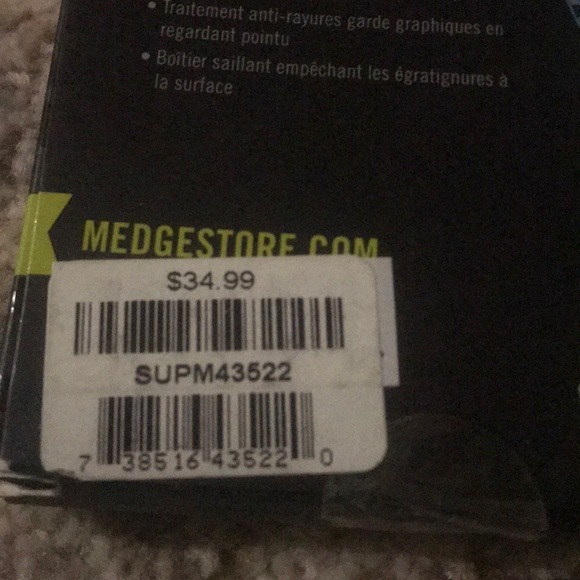 • Traitement anti-rayures garde graphiques en
regardant pointu
• Boîtier saillant empêchant les égratignures à
la surface
MEDGESTORE.COM
$34.99
SUPM43522
7 38516 43522 0